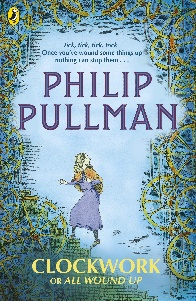 Tick, tick, tick, tock
Once you've wound some things up
nothing can stop them . . .
PHILIP
PULLMAN
CLOCKWORK
OR ALL WOUND UP